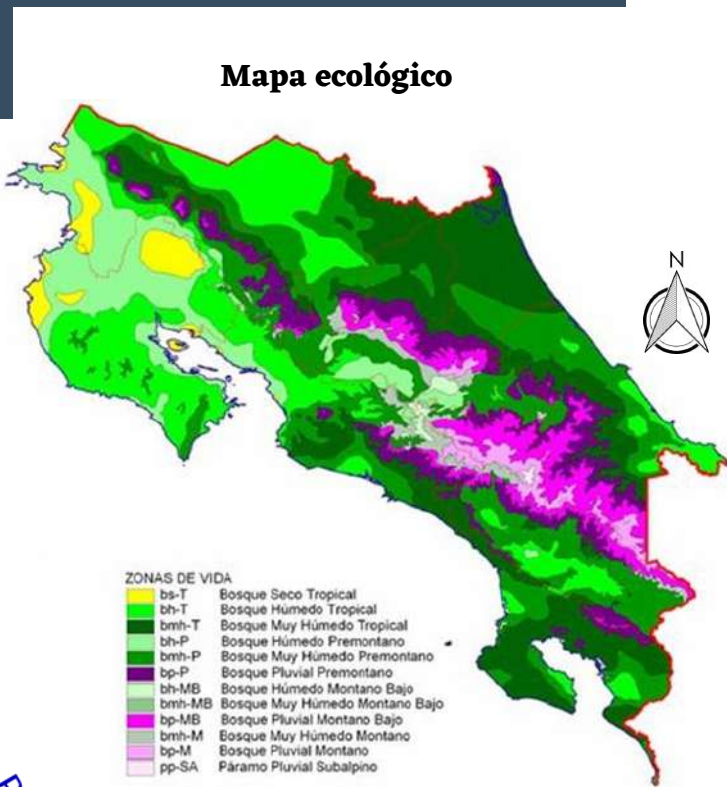 Mapa ecológico
N
ZONAS DE VIDA
bs-T Bosque Seco Tropical
bh-T Bosque Húmedo Tropical
bmh-T Bosque Muy Húmedo Tropical
bh-P Bosque Húmedo Premontano
bmh-P Bosque Muy Húmedo Premontano
bp-P Bosque Pluvial Premontano
bh-MB Bosque Húmedo Montano Bajo
bmh-MB Bosque Muy Húmedo Montano Bajo
bp-MB Bosque Pluvial Montano Bajo
bmh-M Bosque Muy Húmedo Montano
bp-M Bosque Pluvial Montano
pp-SA Páramo Pluvial Subalpino